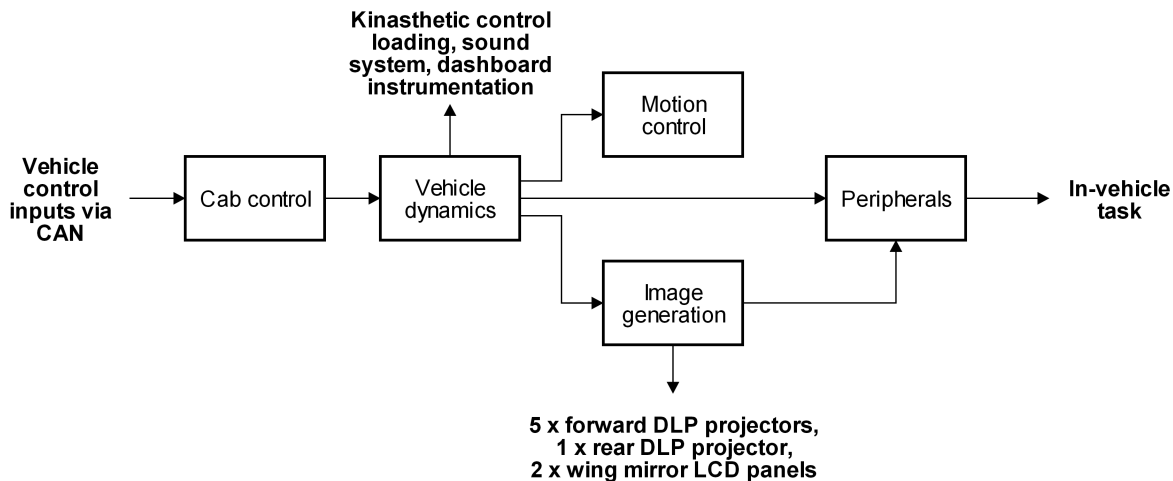 Kinasthetic control
loading, sound
system, dashboard
instrumentation
Motion
control
Vehicle
control
inputs via
CAN
Cab control
Vehicle
dynamics
Peripherals
In-vehicle
task
Image
generation
5 x forward DLP projectors,
1 x rear DLP projector,
2 x wing mirror LCD panels